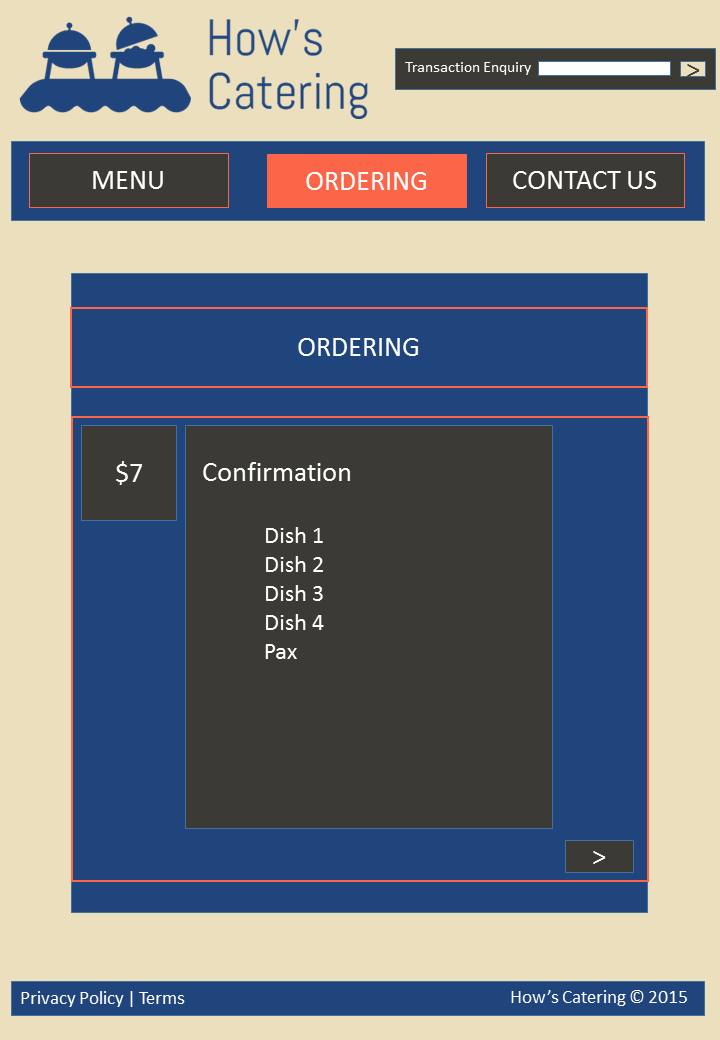 How's
Catering
Transaction Enquiry
>
MENU
ORDERING
CONTACT US
ORDERING
$7
Confirmation
Dish 1
Dish 2
Dish 3
Dish 4
Pax
>
Privacy Policy | Terms
How’s Catering © 2015